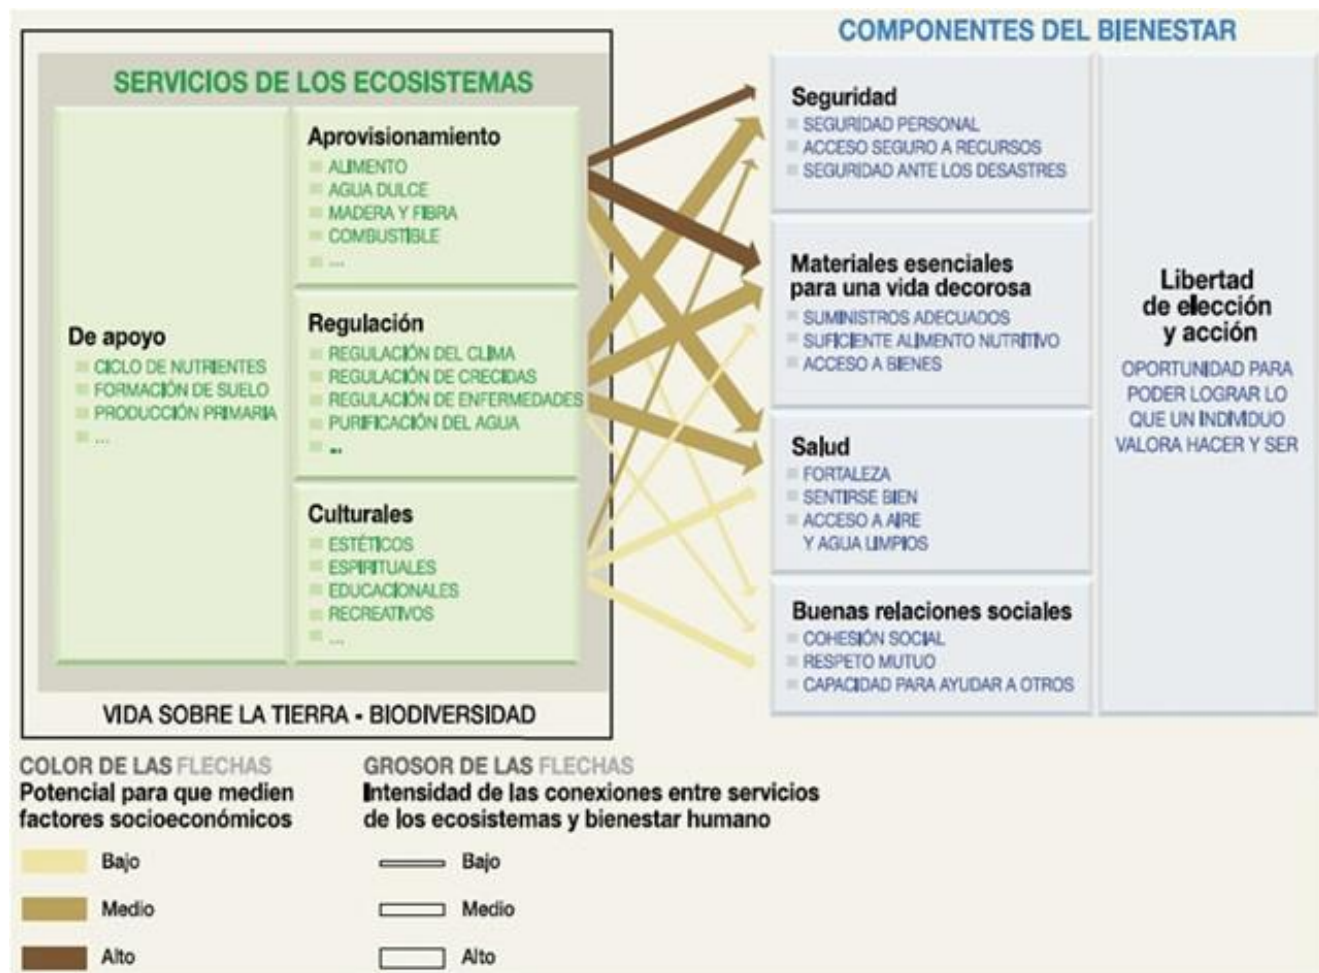 COMPONENTES DEL BIENESTAR
SERVICIOS DE LOS ECOSISTEMAS
De apoyo
CICLO DE NUTRIENTES
FORMACIÓN DE SUELO
PRODUCCIÓN PRIMARIA
...
Aprovisionamiento
ALIMENTO
AGUA DULCE
MADERA Y FIBRA
COMBUSTIBLE
...
Regulación
REGULACIÓN DEL CLIMA
REGULACIÓN DE CRECIDAS
REGULACIÓN DE ENFERMEDADES
PURIFICACIÓN DEL AGUA
...
Culturales
ESTÉTICOS
ESPIRITUALES
EDUCACIONALES
RECREATIVOS
...
VIDA SOBRE LA TIERRA - BIODIVERSIDAD
Seguridad
SEGURIDAD PERSONAL
ACCESO SEGURO A RECURSOS
SEGURIDAD ANTE LOS DESASTRES
Materiales esenciales
para una vida decorosa
SUMINISTROS ADECUADOS
SUFICIENTE ALIMENTO NUTRITIVO
ACCESO A BIENES
Salud
FORTALEZA
SENTIRSE BIEN
ACCESO A AIRE
Y AGUA LIMPIOS
Buenas relaciones sociales
COHESIÓN SOCIAL
RESPETO MUTUO
CAPACIDAD PARA AYUDAR A OTROS
Libertad
de elección
y acción
OPORTUNIDAD PARA
PODER LOGRAR LO
QUE UN INDIVIDUO
VALORA HACER Y SER
COLOR DE LAS FLECHAS
Potencial para que medien
factores socioeconómicos
Bajo
Medio
Alto
GROSOR DE LAS FLECHAS
Intensidad de las conexiones entre servicios
de los ecosistemas y bienestar humano
Bajo
Medio
Alto